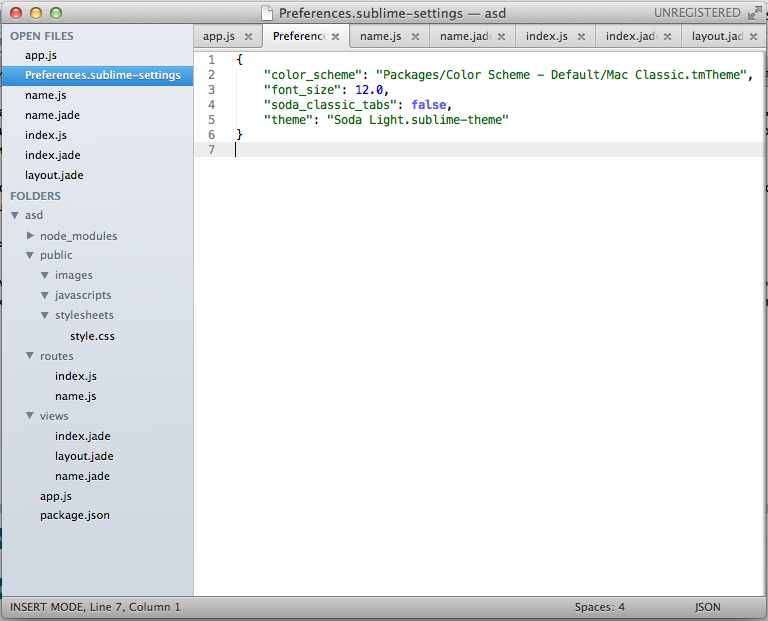 Preferences.sublime-settings — asd
UNREGISTERED
OPEN FILES
app.js
Preferences.sublime-settings
name.js
name.jade
index.js
index.jade
layout.jade
FOLDERS
asd
node_modules
public
images
javascripts
stylesheets
style.css
routes
index.js
name.js
views
index.jade
layout.jade
name.jade
app.js
package.json
app.js × Preferenc × name.js × name.jade × index.js × index.jade × layout.jad ×
1 {
2 "color_scheme": "Packages/Color Scheme - Default/Mac Classic.tmTheme",
3 "font_size": 12.0,
4 "soda_classic_tabs": false,
5 "theme": "Soda Light.sublime-theme"
6 }
7
INSERT MODE, Line 7, Column 1
Spaces: 4
JSON